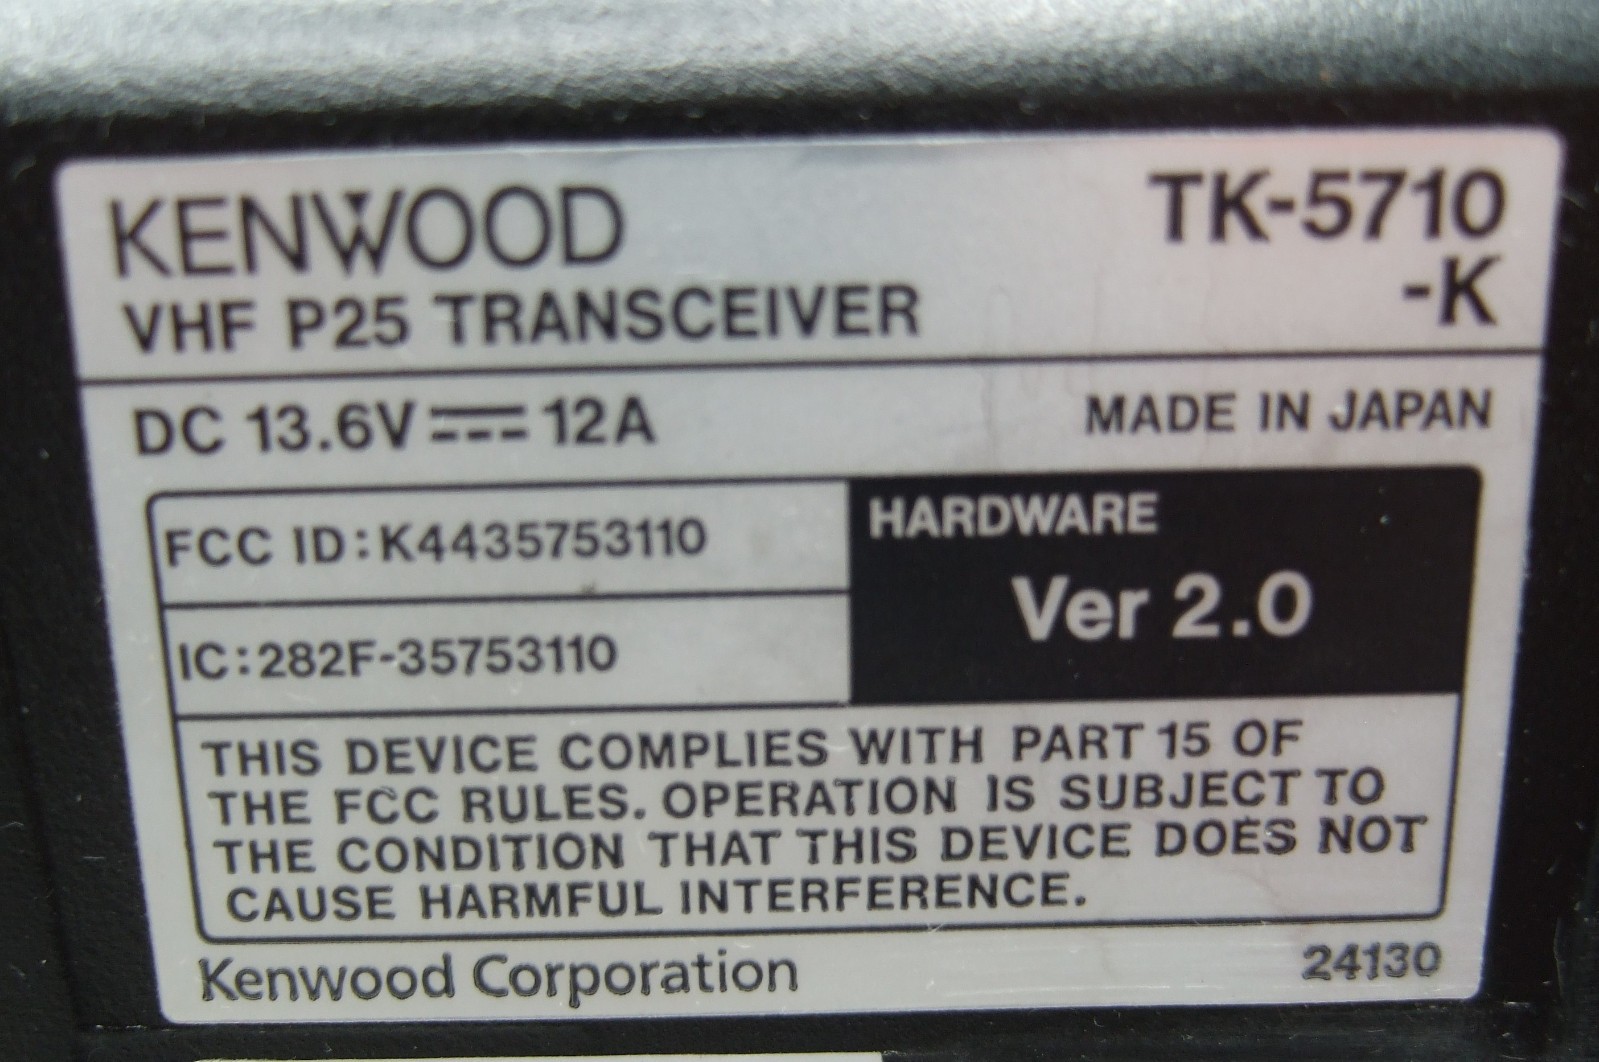 KENWOOD
TK-5710
-K
VHF P25 TRANSCEIVER
DC 13.6V ⎓ 12A
MADE IN JAPAN
FCC ID:K4435753110
IC:282F-35753110
HARDWARE
Ver 2.0
THIS DEVICE COMPLIES WITH PART 15 OF
THE FCC RULES. OPERATION IS SUBJECT TO
THE CONDITION THAT THIS DEVICE DOES NOT
CAUSE HARMFUL INTERFERENCE.
Kenwood Corporation
24130